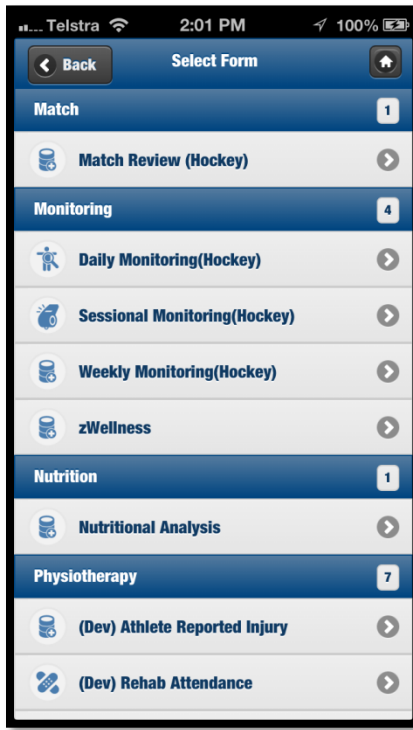 Telstra 2:01 PM 100%
Back Select Form
Match 1
Match Review (Hockey)
Monitoring 4
Daily Monitoring(Hockey)
Sessional Monitoring(Hockey)
Weekly Monitoring(Hockey)
zWellness
Nutrition 1
Nutritional Analysis
Physiotherapy 7
(Dev) Athlete Reported Injury
(Dev) Rehab Attendance